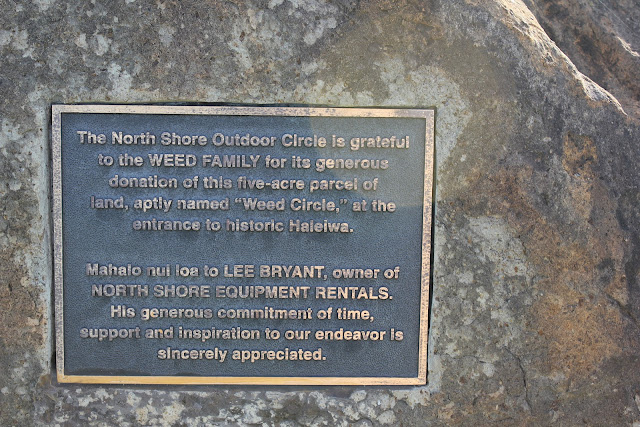 The North Shore Outdoor Circle is grateful
to the WEED FAMILY for its generous
donation of this five-acre parcel of
land, aptly named “Weed Circle,” at the
entrance to historic Haleiwa.
Mahalo nui loa to LEE BRYANT, owner of
NORTH SHORE EQUIPMENT RENTALS.
His generous commitment of time,
support and inspiration to our endeavor is
sincerely appreciated.